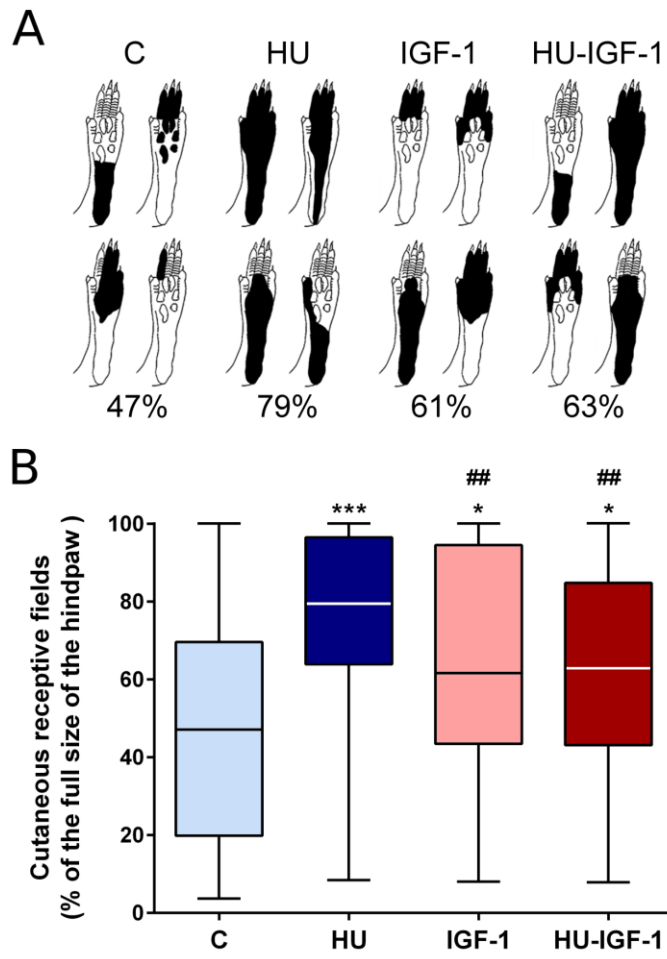 A
C HU IGF-1 HU-IGF-1
47% 79% 61% 63%
B
## ##
*** * *
Cutaneous receptive fields
(% of the full size of the hindpaw )
100
80
60
40
20
0
C HU IGF-1 HU-IGF-1